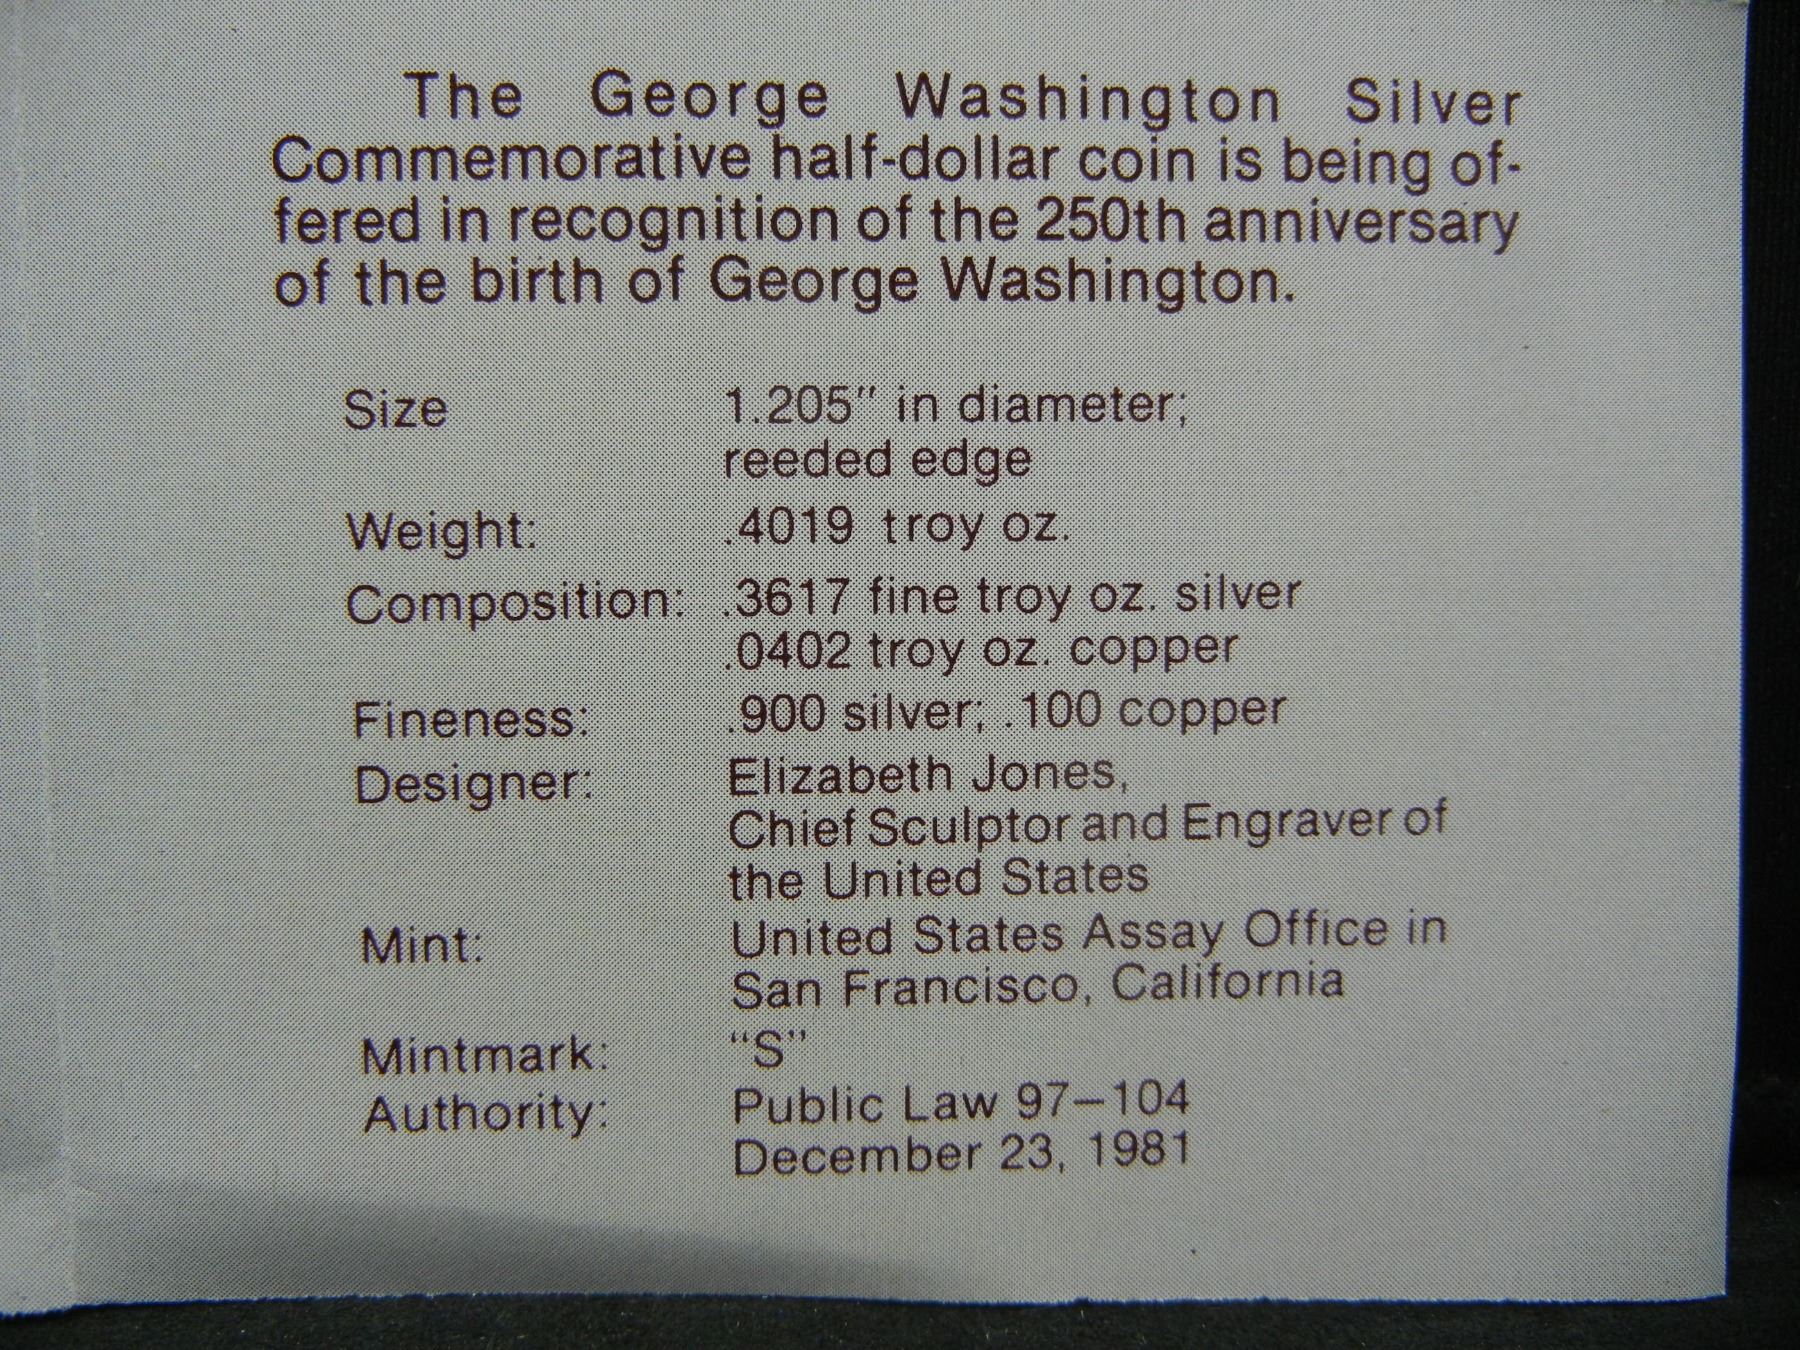 The George Washington Silver
Commemorative half-dollar coin is being of-
fered in recognition of the 250th anniversary
of the birth of George Washington.
Size 1.205" in diameter;
reeded edge
Weight: .4019 troy oz.
Composition: .3617 fine troy oz. silver
.0402 troy oz. copper
Fineness: .900 silver; .100 copper
Designer: Elizabeth Jones,
Chief Sculptor and Engraver of
the United States
Mint: United States Assay Office in
San Francisco, California
Mintmark: “S”
Authority: Public Law 97–104
December 23, 1981